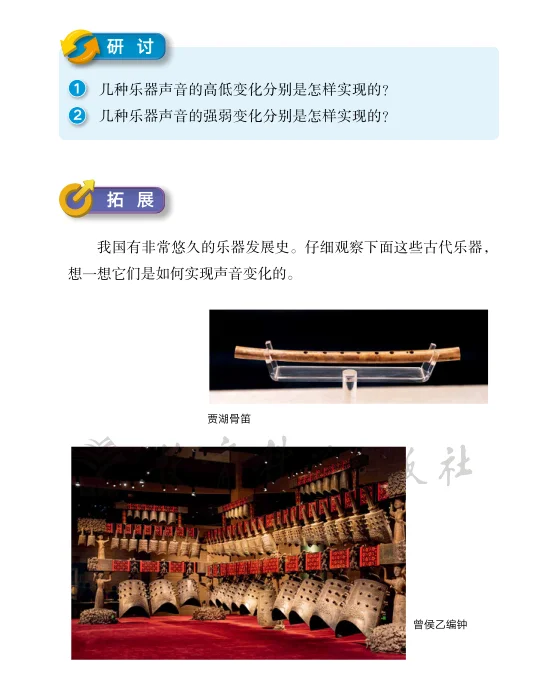 研讨
1 几种乐器声音的高低变化分别是怎样实现的？
2 几种乐器声音的强弱变化分别是怎样实现的？
拓展
我国有非常悠久的乐器发展史。仔细观察下面这些古代乐器，
想一想它们是如何实现声音变化的。
贾湖骨笛
版社
曾侯乙编钟